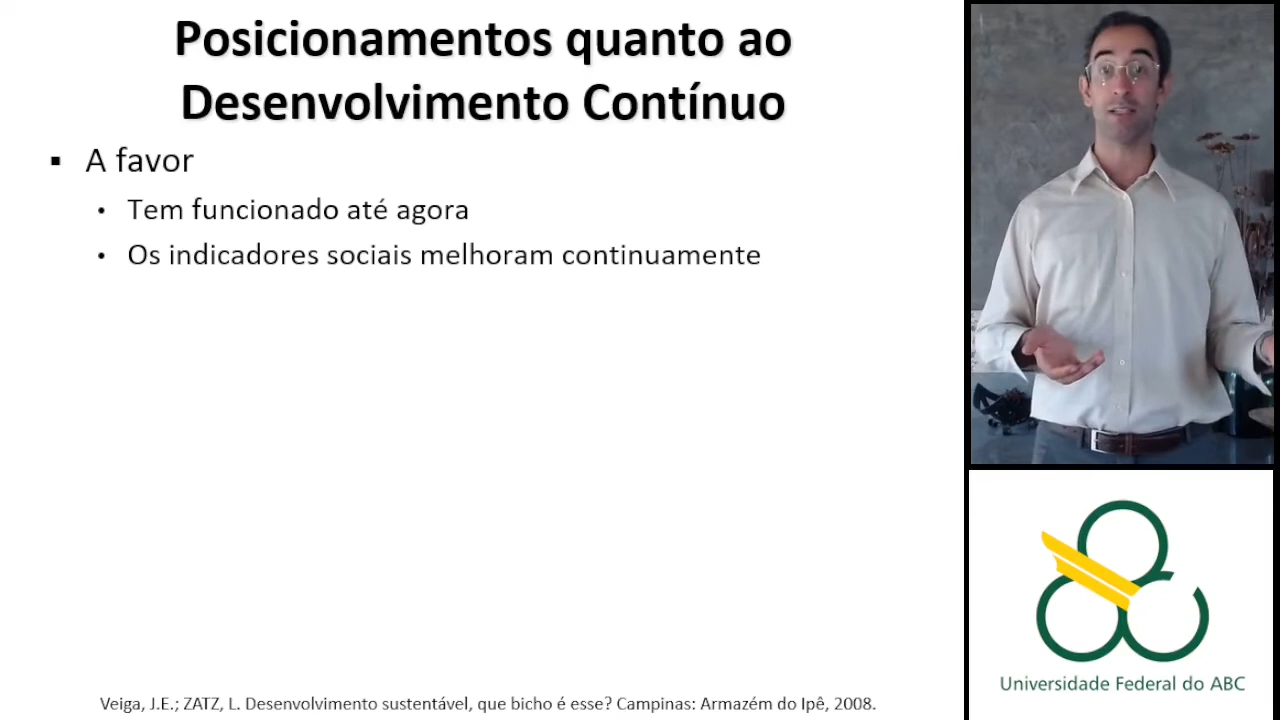 Posicionamentos quanto ao
Desenvolvimento Contínuo
▪ A favor
• Tem funcionado até agora
• Os indicadores sociais melhoram continuamente
Veiga, J.E.; ZATZ, L. Desenvolvimento sustentável, que bicho é esse? Campinas: Armazém do Ipê, 2008.
Universidade Federal do ABC